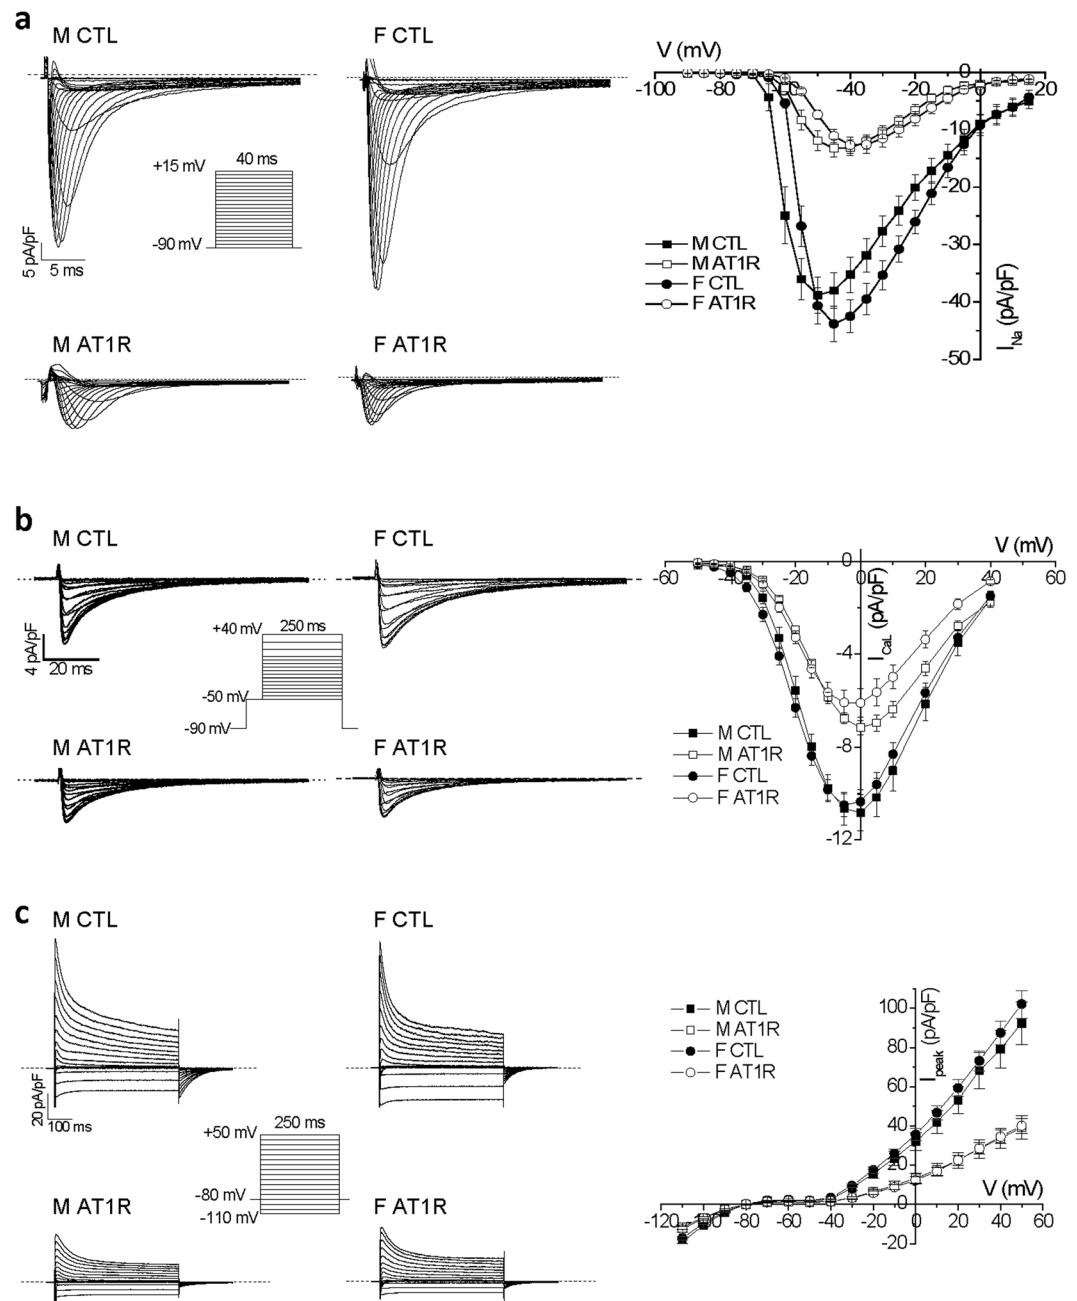 a
M CTL
F CTL
+15 mV
40 ms
-90 mV
5 pA/pF
5 ms
M AT1R
F AT1R
V (mV)
-100 -80 -60 -40 -20 0 20
-10
-20
-30
-40
-50
I Na (pA/pF)
M CTL
M AT1R
F CTL
F AT1R
b
M CTL
F CTL
4 pA/pF
20 ms
+40 mV
250 ms
-50 mV
-90 mV
M AT1R
F AT1R
V (mV)
-60 -40 -20 0 20 40 60
-4
-8
-12
I CaL (pA/pF)
M CTL
M AT1R
F CTL
F AT1R
c
M CTL
F CTL
20 pA/pF
100 ms
+50 mV
250 ms
-80 mV
-110 mV
M AT1R
F AT1R
M CTL
M AT1R
F CTL
F AT1R
100
80
60
40
20
0
-20
I peak (pA/pF)
V (mV)
-120 -100 -80 -60 -40 -20 0 20 40 60